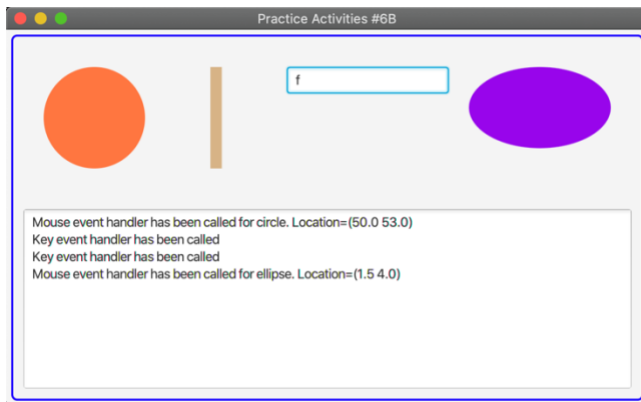 Practice Activities #6B
f
Mouse event handler has been called for circle. Location=(50.0 53.0)
Key event handler has been called
Key event handler has been called
Mouse event handler has been called for ellipse. Location=(1.5 4.0)